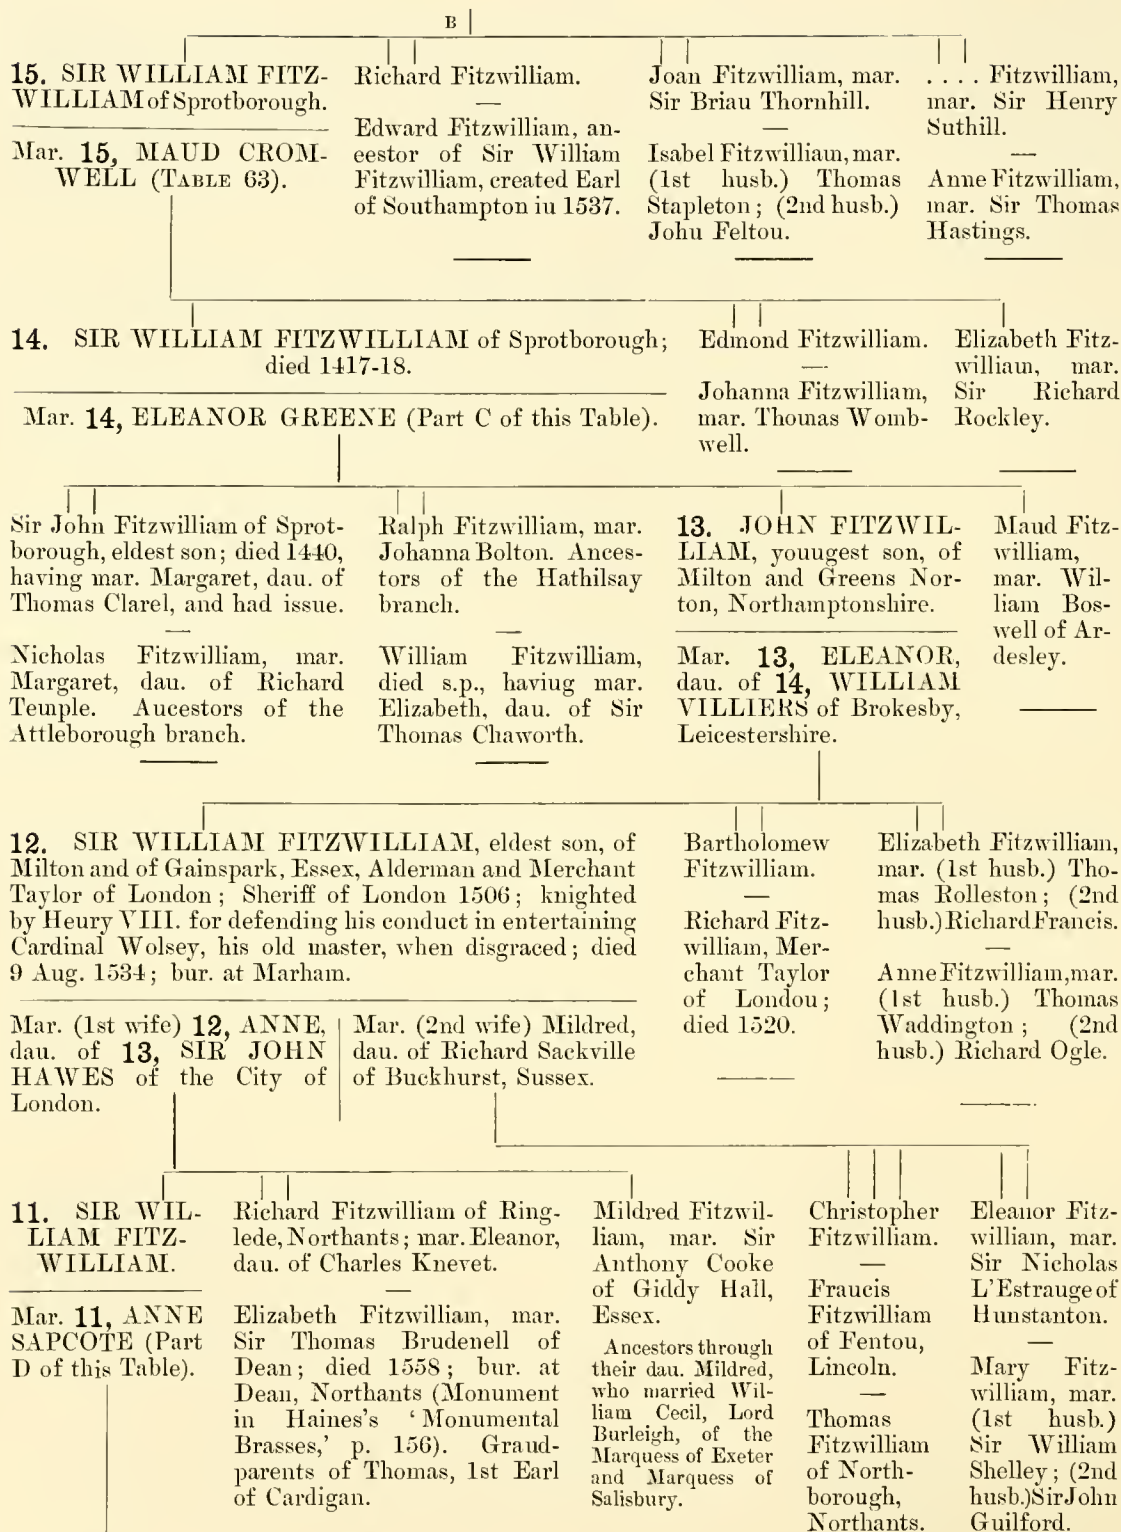 B
15. SIR WILLIAM FITZ-
WILLIAM of Sprotborough.
Mar. 15, MAUD CROM-
WELL (TABLE 63).
Richard Fitzwilliam.
—
Edward Fitzwilliam, an-
eestor of Sir William
Fitzwilliam, created Earl
of Southampton iu 1537.
Joan Fitzwilliam, mar.
Sir Briau Thornhill.
—
Isabel Fitzwilliam, mar.
(1st husb.) Thomas
Stapleton; (2nd husb.)
Johu Feltou.
.... Fitzwilliam,
mar. Sir Henry
Suthill.
—
Anne Fitzwilliam,
mar. Sir Thomas
Hastings.
14. SIR WILLIAM FITZWILLIAM of Sprotborough;
died 1417-18.
Mar. 14, ELEANOR GREENE (Part C of this Table).
Edmond Fitzwilliam.
—
Johanna Fitzwilliam,
mar. Thomas Womb-
well.
Elizabeth Fitz-
william, mar.
Sir Richard
Rockley.
Sir John Fitzwilliam of Sprot-
borough, eldest son; died 1440,
having mar. Margaret, dau. of
Thomas Clarel, and had issue.
—
Nicholas Fitzwilliam, mar.
Margaret, dau. of Richard
Temple. Aucestors of the
Attleborough branch.
Ralph Fitzwilliam, mar.
Johanna Bolton. Ances-
tors of the Hathilsay
branch.
—
William Fitzwilliam,
died s.p., haviug mar.
Elizabeth, dau. of Sir
Thomas Chaworth.
13. JOHN FITZWIL-
LIAM, youugest son, of
Milton and Greens Nor-
ton, Northamptonshire.
Mar. 13, ELEANOR,
dau. of 14, WILLIAM
VILLIERS of Brokesby,
Leicestershire.
Maud Fitz-
william,
mar. Wil-
liam Bos-
well of Ar-
desley.
12. SIR WILLIAM FITZWILLIAM, eldest son, of
Milton and of Gainspark, Essex, Alderman and Merchant
Taylor of London; Sheriff of London 1506; knighted
by Heury VIII. for defending his conduct in entertaining
Cardinal Wolsey, his old master, when disgraced; died
9 Aug. 1534; bur. at Marham.
Mar. (1st wife) 12, ANNE,
dau. of 13, SIR JOHN
HAWES of the City of
London.
Mar. (2nd wife) Mildred,
dau. of Richard Sackville
of Buckhurst, Sussex.
Bartholomew
Fitzwilliam.
—
Richard Fitz-
william, Mer-
chant Taylor
of Londou;
died 1520.
Elizabeth Fitzwilliam,
mar. (1st husb.) Tho-
mas Rolleston; (2nd
husb.) Richard Francis.
—
Anne Fitzwilliam, mar.
(1st husb.) Thomas
Waddington; (2nd
husb.) Richard Ogle.
11. SIR WIL-
LIAM FITZ-
WILLIAM.
Mar. 11, ANNE
SAPCOTE (Part
D of this Table).
Richard Fitzwilliam of Ring-
lede, Northants; mar. Eleanor,
dau. of Charles Knevet.
—
Elizabeth Fitzwilliam, mar.
Sir Thomas Brudenell of
Dean; died 1558; bur. at
Dean, Northants (Monument
in Haines's 'Monumental
Brasses,' p. 156). Graud-
parents of Thomas, 1st Earl
of Cardigan.
Mildred Fitzwil-
liam, mar. Sir
Anthony Cooke
of Giddy Hall,
Essex.
Ancestors through
their dau. Mildred,
who married Wil-
liam Cecil, Lord
Burleigh, of the
Marquess of Exeter
and Marquess of
Salisbury.
Christopher
Fitzwilliam.
—
Fraucis
Fitzwilliam
of Fentou,
Lincoln.
—
Thomas
Fitzwilliam
of North-
borough,
Northants.
Eleanor Fitz-
william, mar.
Sir Nicholas
L'Estrauge of
Hunstanton.
—
Mary Fitz-
william, mar.
(1st husb.)
Sir William
Shelley; (2nd
husb.) Sir John
Guilford.